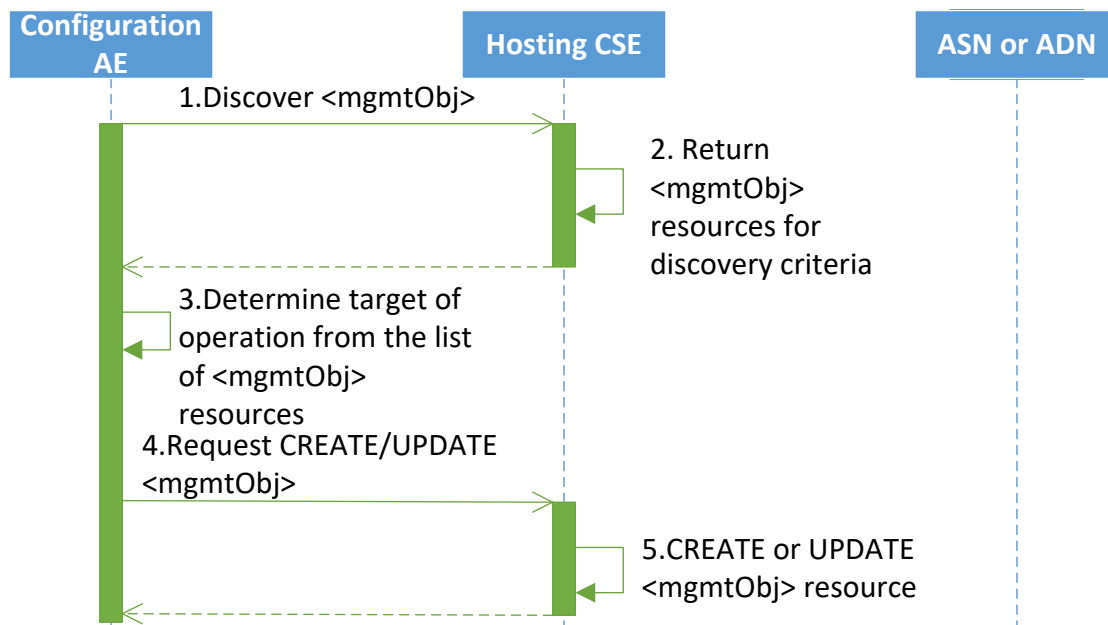 Configuration
AE
Hosting CSE
ASN or ADN
1.Discover <mgmtObj>
2. Return
<mgmtObj>
resources for
discovery criteria
3.Determine target of
operation from the list
of <mgmtObj>
resources
4.Request CREATE/UPDATE
<mgmtObj>
5.CREATE or UPDATE
<mgmtObj> resource